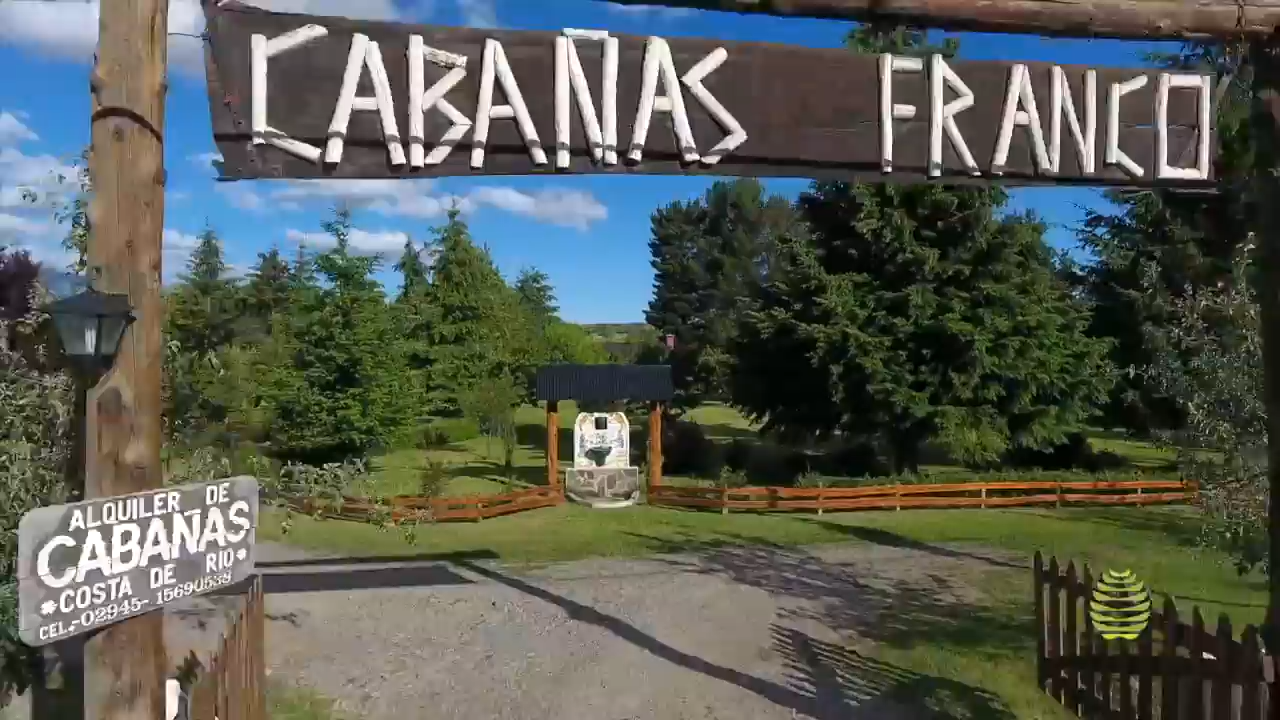 CABAÑAS FRANCO
ALQUILER DE
CABAÑAS
*COSTA DE RIO*
CEL.-02945-15690538